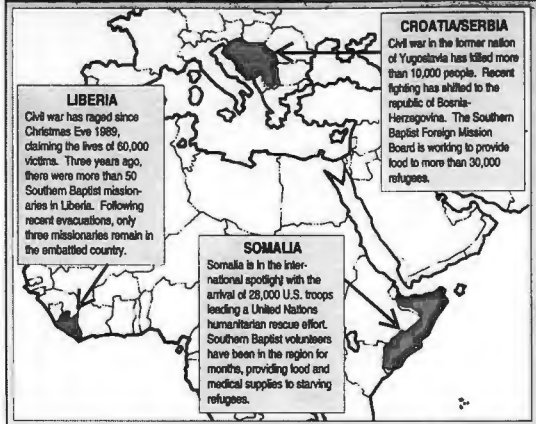 CROATIA/SERBIA
Civil war in the former nation
of Yugoslavia has killed more
than 10,000 people. Recent
fighting has shifted to the
republic of Bosnia-
Herzegovina. The Southern
Baptist Foreign Mission
Board is working to provide
food to more than 30,000
refugees.
LIBERIA
Civil war has raged since
Christmas Eve 1989,
claiming the lives of 60,000
victims. Three years ago,
there were more than 50
Southern Baptist mission-
aries in Liberia. Following
recent evacuations, only
three missionaries remain in
the embattled country.
SOMALIA
Somalia is in the inter-
national spotlight with the
arrival of 28,000 U.S. troops
leading a United Nations
humanitarian rescue effort.
Southern Baptist volunteers
have been in the region for
months, providing food and
medical supplies to starving
refugees.